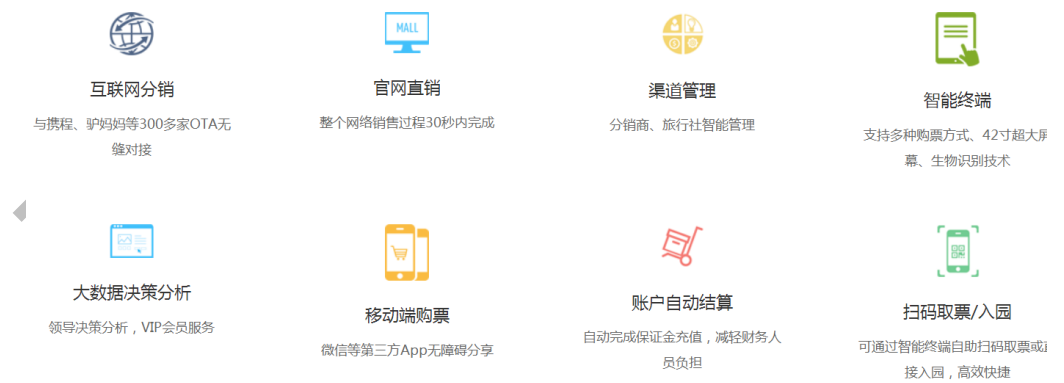 MALL
互联网分销
与携程、驴妈妈等300多家OTA无
缝对接
官网直销
整个网络销售过程30秒内完成
渠道管理
分销商、旅行社智能管理
智能终端
支持多种购票方式、42寸超大屏
幕、生物识别技术
大数据决策分析
领导决策分析，VIP会员服务
移动端购票
微信等第三方App无障碍分享
账户自动结算
自动完成保证金充值，减轻财务人
员负担
扫码取票/入园
可通过智能终端自助扫码取票或直
接入园，高效快捷